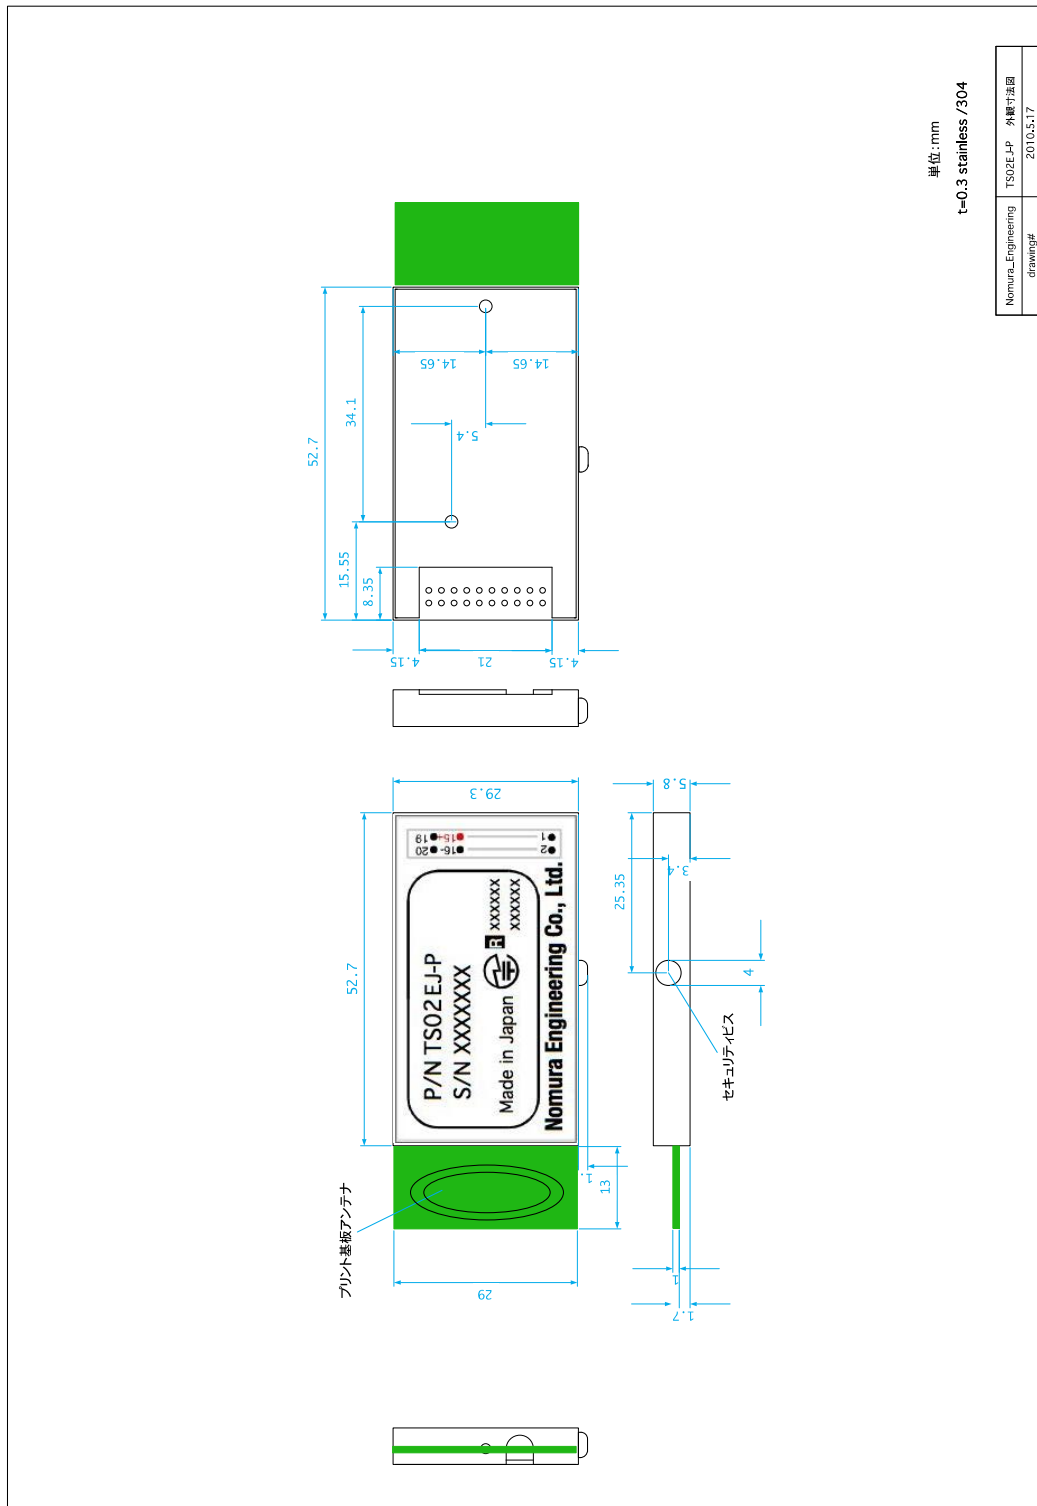 単位:mm
t=0.3 stainless /304
Nomura_Engineering
TS02EJ-P 外観寸法図
drawing#
2010.5.17
52.7
34.1
15.55
8.35
14.65
14.65
5.4
4.15
21
4.15
29.3
52.7
19
15+
1
20
16-
2
P/N TS02EJ-P
S/N XXXXXXX
Made in Japan
R XXXXXX
XXXXXX
Nomura Engineering Co., Ltd.
プリント基板アンテナ
29
13
1.
5.8
3.4
25.35
4
セキュリティビス
1
1.7